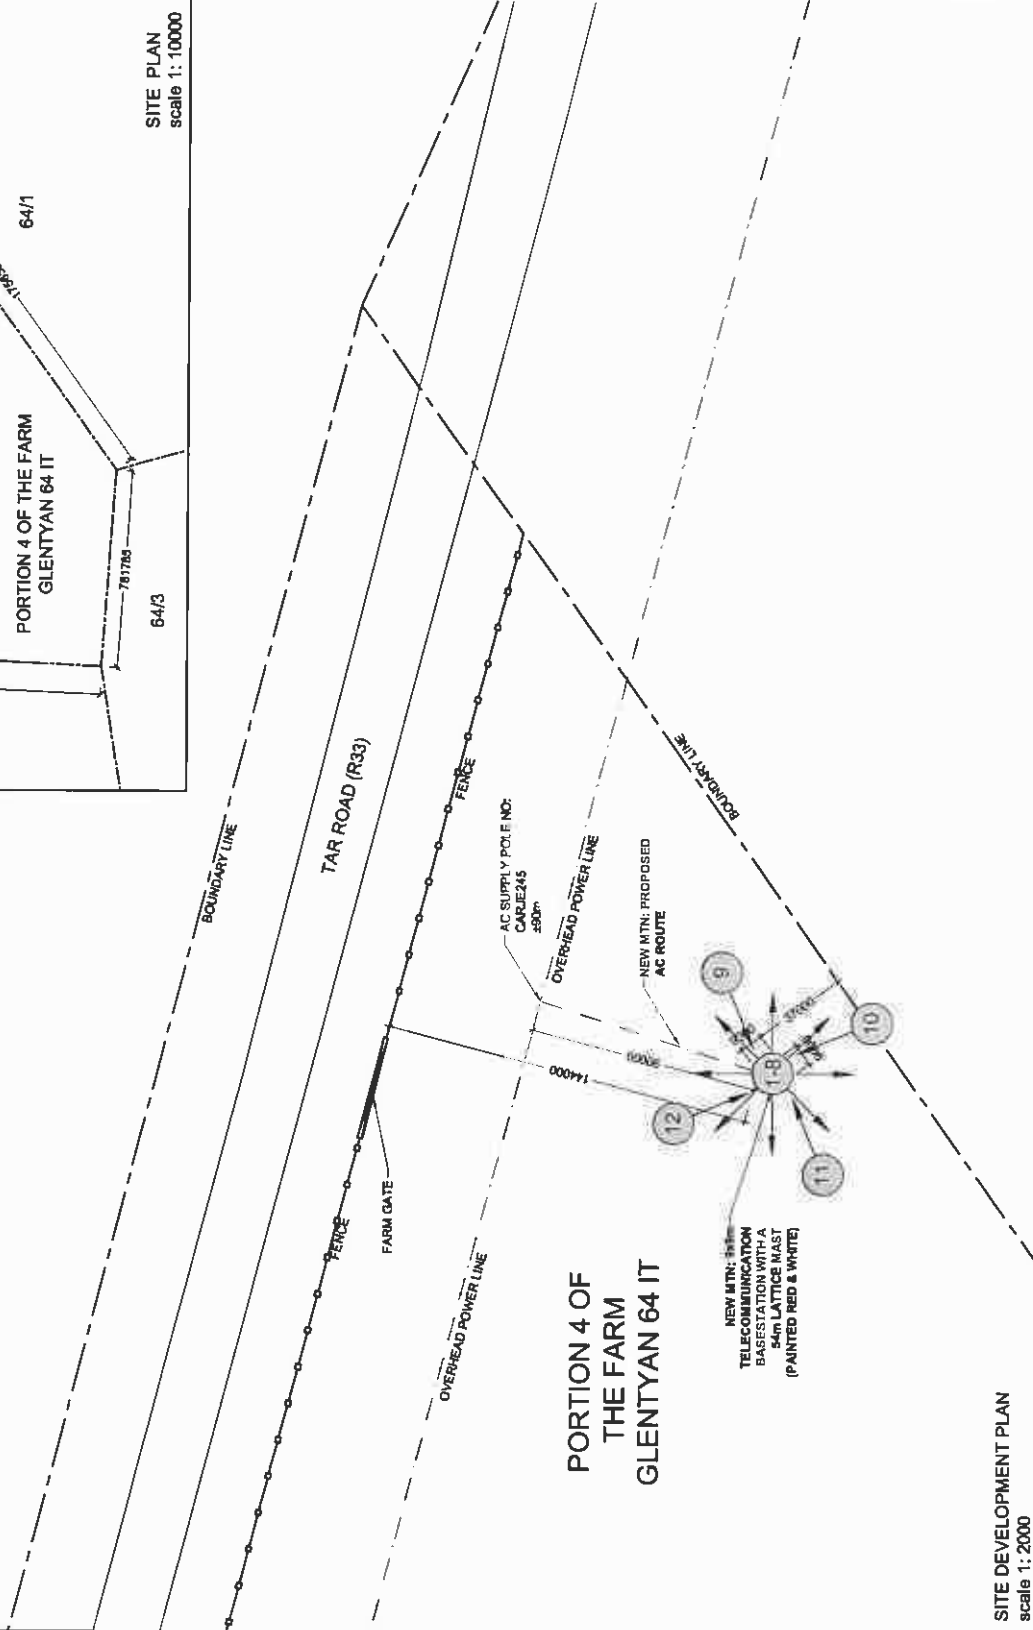 SITE PLAN
scale 1: 10000
64/1
PORTION 4 OF THE FARM
GLENTYAN 64 IT
781785
64/3
BOUNDARY LINE
TAR ROAD (R33)
FENCE
AC SUPPLY POLE NO:
CARJE245
±90m
OVERHEAD POWER LINE
BOUNDARY LINE
NEW MTN: PROPOSED
AC ROUTE
144000
90000
37000
9
10
1-8
12
11
FARM GATE
FENCE
OVERHEAD POWER LINE
NEW MTN:
TELECOMMUNICATION
BASESTATION WITH A
54m LATTICE MAST
(PAINTED RED & WHITE)
PORTION 4 OF
THE FARM
GLENTYAN 64 IT
SITE DEVELOPMENT PLAN
scale 1: 2000